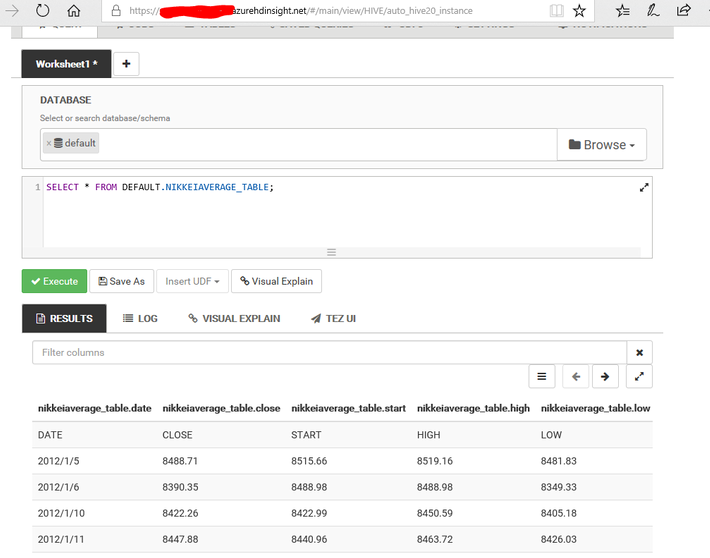 https://azurehdinsight.net/#/main/view/HIVE/auto_hive20_instance
Worksheet1 *
DATABASE
Select or search database/schema
× default
Browse
1 SELECT * FROM DEFAULT.NIKKEIAVERAGE_TABLE;
Execute Save As Insert UDF Visual Explain
RESULTS LOG VISUAL EXPLAIN TEZ UI
Filter columns
nikkeiaverage_table.date nikkeiaverage_table.close nikkeiaverage_table.start nikkeiaverage_table.high nikkeiaverage_table.low
DATE CLOSE START HIGH LOW
2012/1/5 8488.71 8515.66 8519.16 8481.83
2012/1/6 8390.35 8488.98 8488.98 8349.33
2012/1/10 8422.26 8422.99 8450.59 8405.18
2012/1/11 8447.88 8440.96 8463.72 8426.03